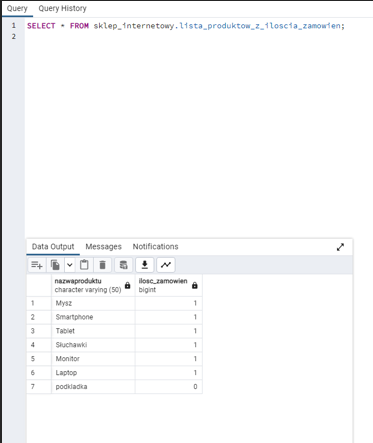 Query Query History
1 SELECT * FROM sklep_internetowy.lista_produktow_z_iloscia_zamowien;
2
Data Output Messages Notifications
nazwaproduktu ilosc_zamowien
character varying (50) bigint
1 Mysz 1
2 Smartphone 1
3 Tablet 1
4 Słuchawki 1
5 Monitor 1
6 Laptop 1
7 podkladka 0